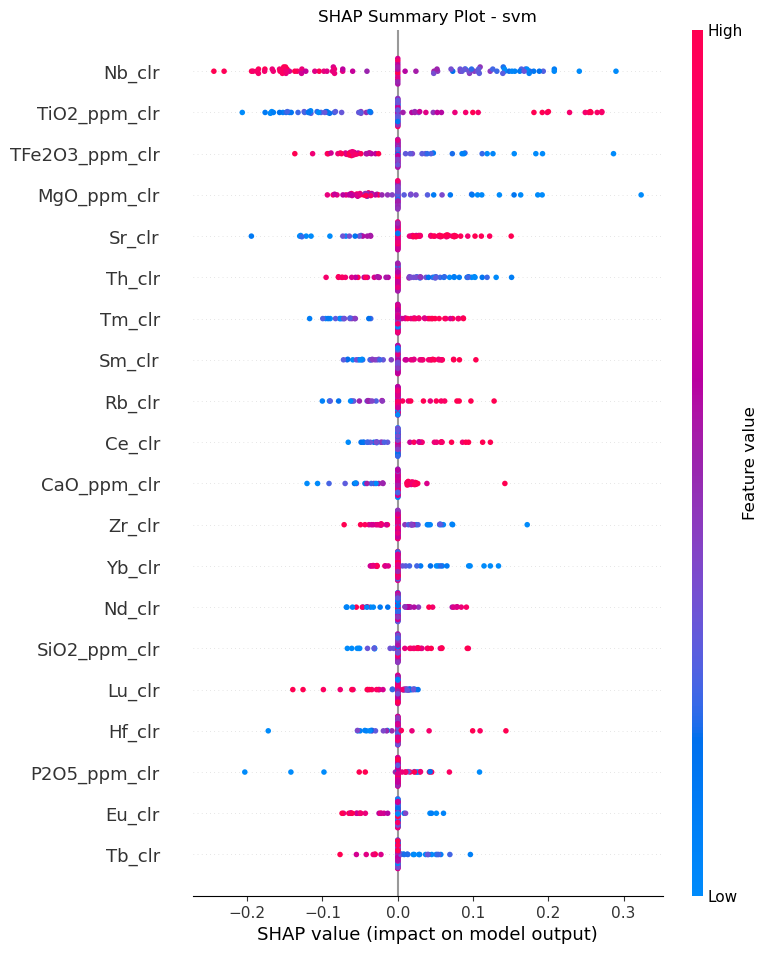 SHAP Summary Plot - svm
High
Nb_clr
TiO2_ppm_clr
TFe2O3_ppm_clr
MgO_ppm_clr
Sr_clr
Th_clr
Tm_clr
Sm_clr
Rb_clr
Ce_clr
CaO_ppm_clr
Zr_clr
Yb_clr
Nd_clr
SiO2_ppm_clr
Lu_clr
Hf_clr
P2O5_ppm_clr
Eu_clr
Tb_clr
Feature value
Low
−0.2 −0.1 0.0 0.1 0.2 0.3
SHAP value (impact on model output)